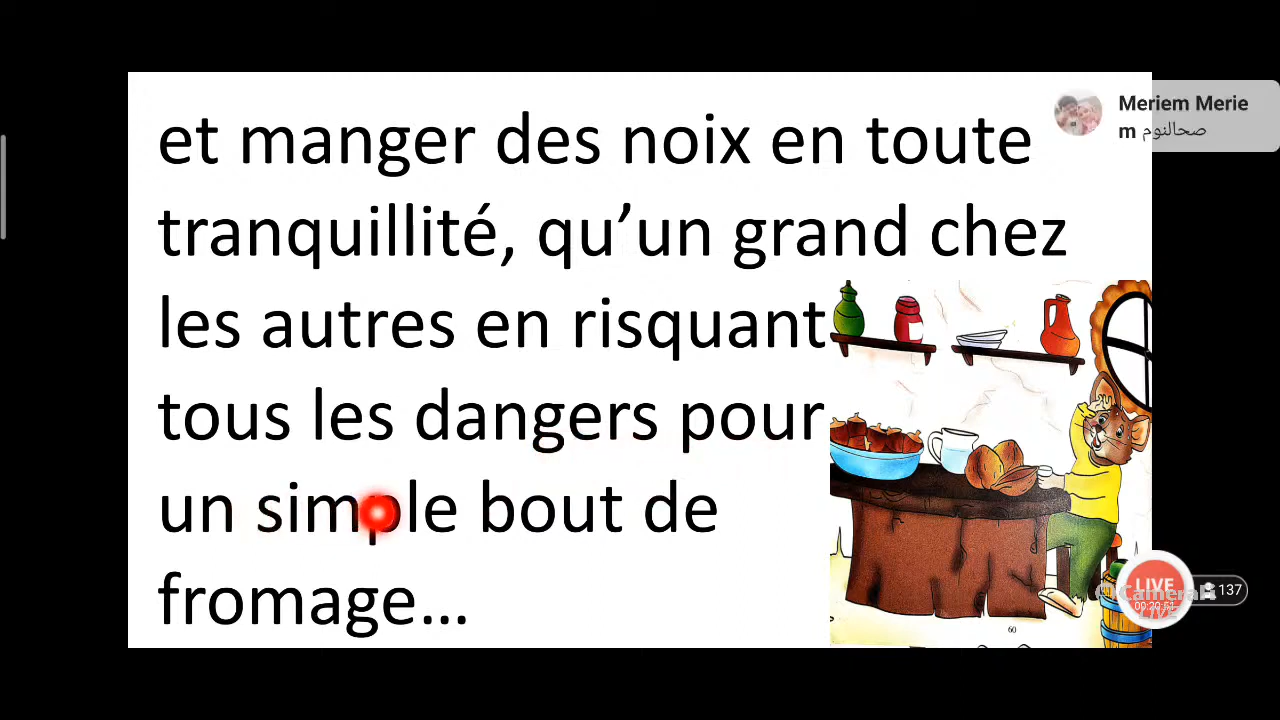 et manger des noix en toute
tranquillité, qu’un grand chez
les autres en risquant
tous les dangers pour
un simple bout de
fromage...
Meriem Merie
m صحالنوم
60
LIVE
137